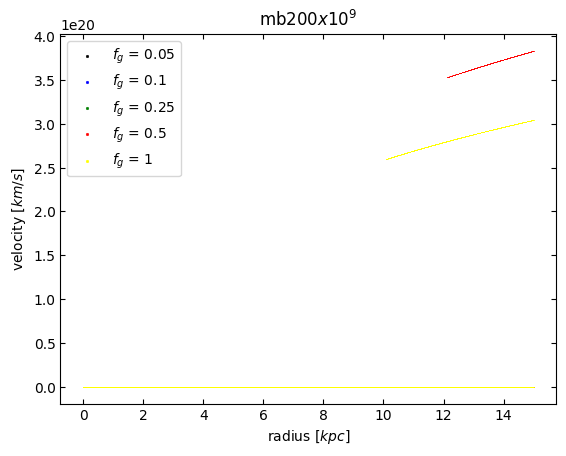 mb200x10⁹
1e20
4.0
3.5
3.0
2.5
2.0
1.5
1.0
0.5
0.0
velocity [km/s]
f_g = 0.05
f_g = 0.1
f_g = 0.25
f_g = 0.5
f_g = 1
0 2 4 6 8 10 12 14
radius [kpc]